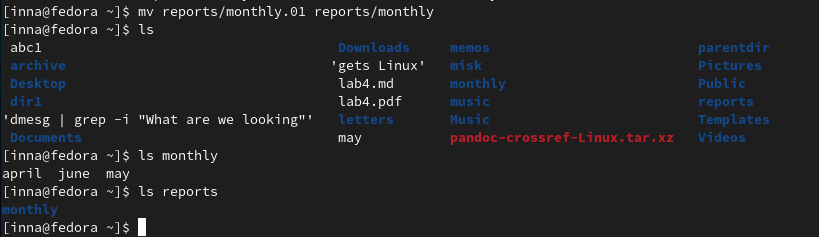 [inna@fedora ~]$ mv reports/monthly.01 reports/monthly
[inna@fedora ~]$ ls
abc1 Downloads memos parentdir
archive 'gets Linux' misk Pictures
Desktop lab4.md monthly Public
dir1 lab4.pdf music reports
'dmesg | grep -i "What are we looking"' letters Music Templates
Documents may pandoc-crossref-Linux.tar.xz Videos
[inna@fedora ~]$ ls monthly
april june may
[inna@fedora ~]$ ls reports
monthly
[inna@fedora ~]$